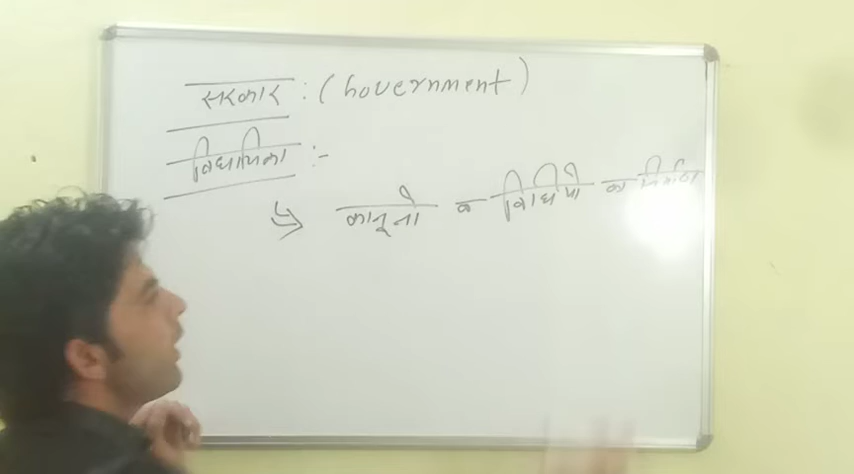 सरकार : (Government)
विधायिका :-
↳ कानूनो व विधियो का निर्माण